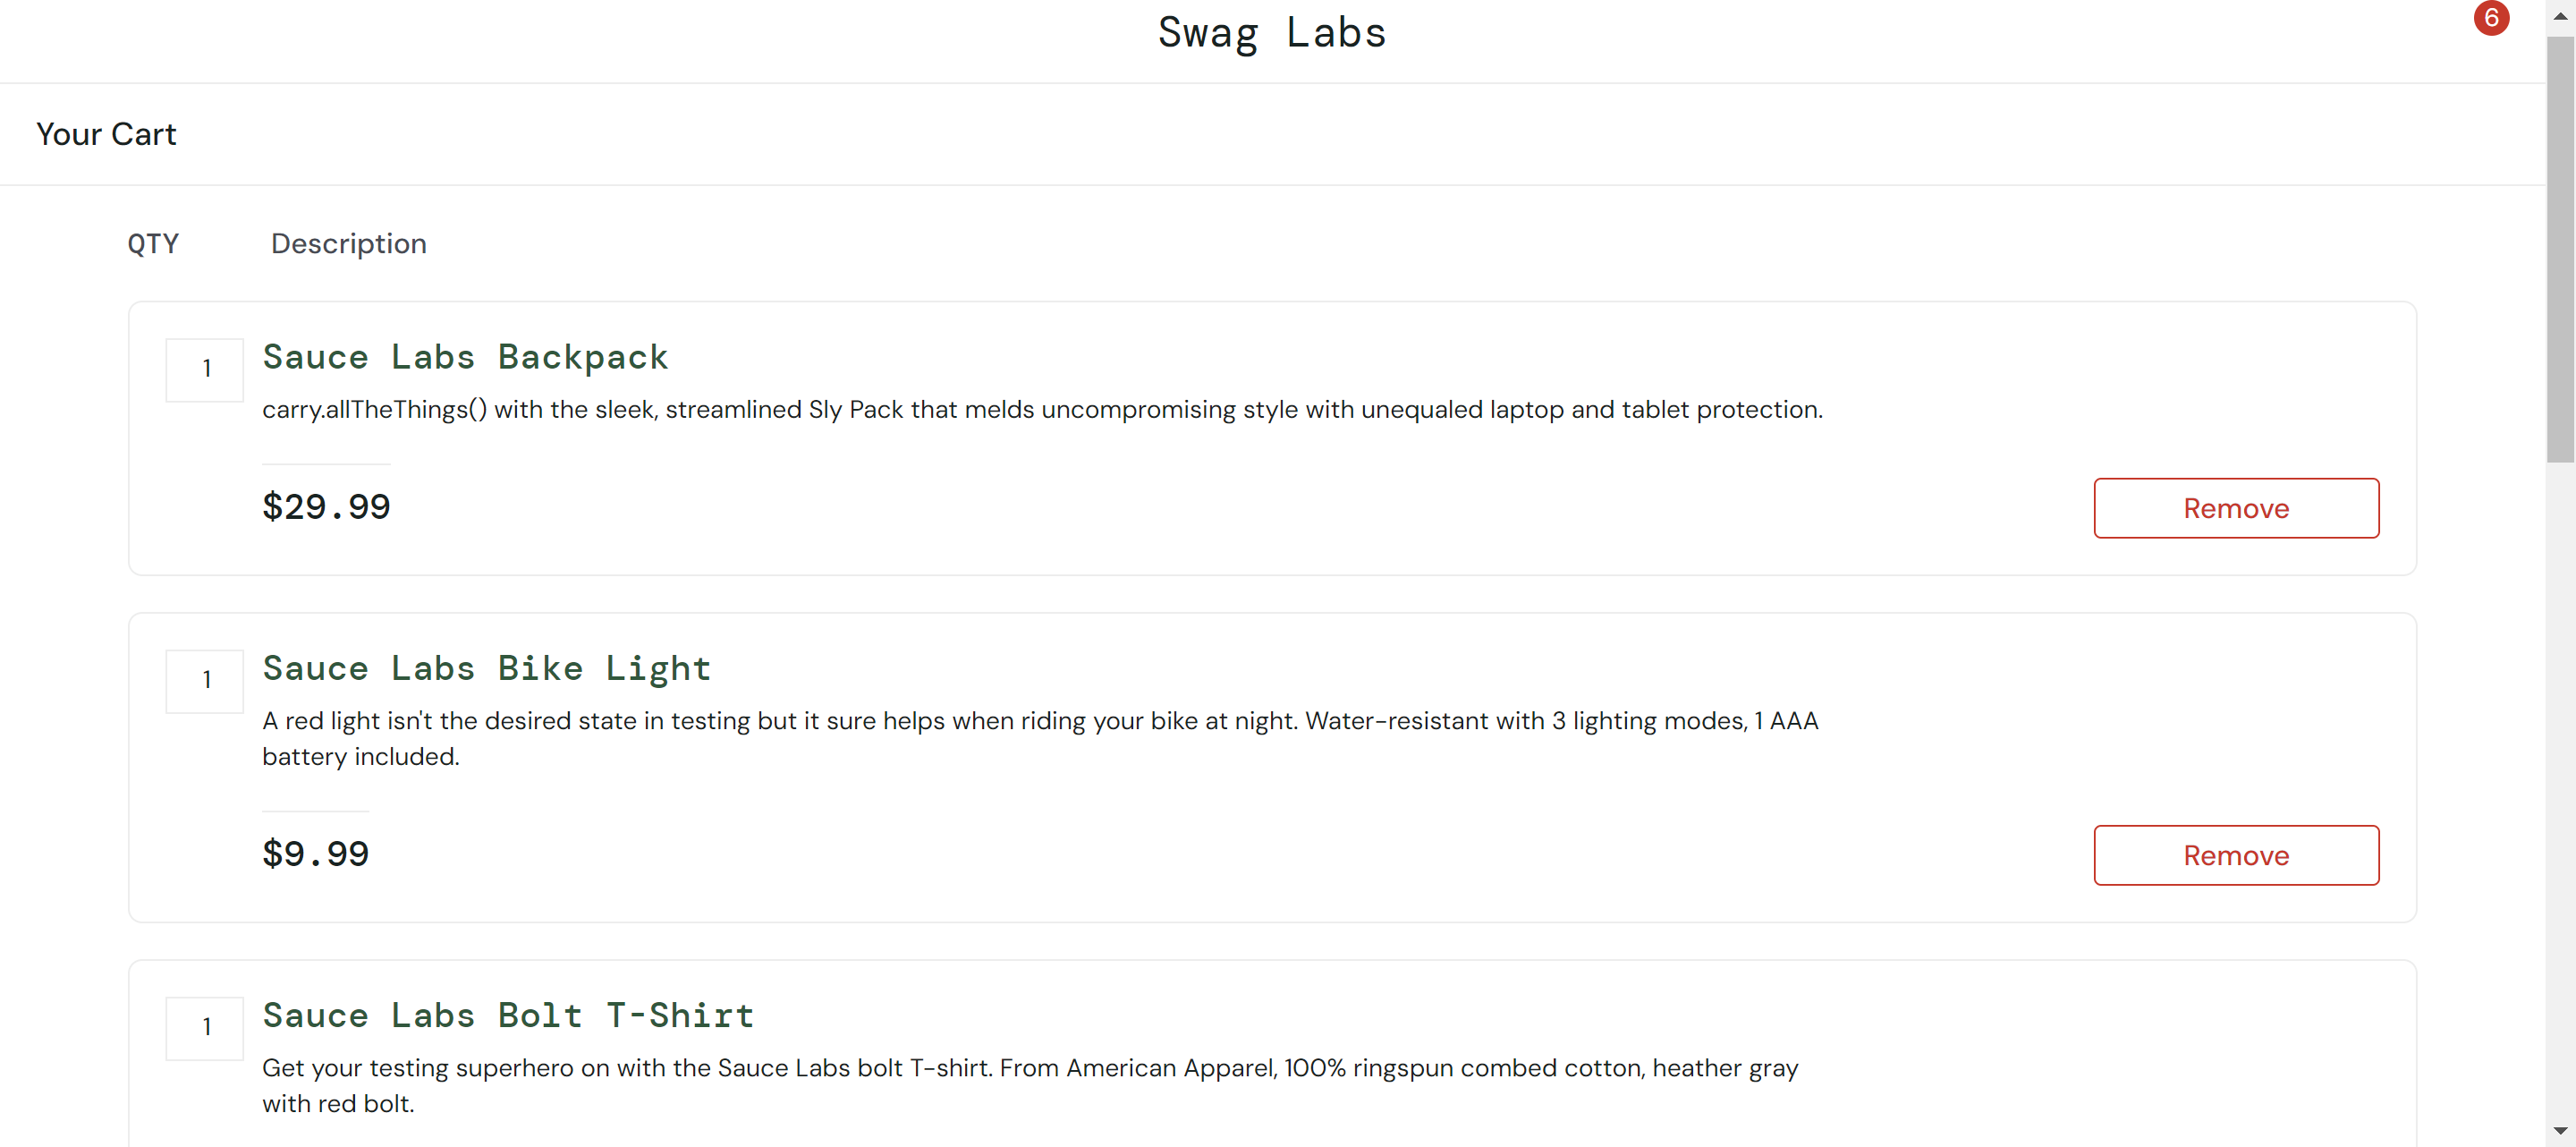 Swag Labs
6
Your Cart
QTY Description
1 Sauce Labs Backpack
carry.allTheThings() with the sleek, streamlined Sly Pack that melds uncompromising style with unequaled laptop and tablet protection.
$29.99
Remove
1 Sauce Labs Bike Light
A red light isn't the desired state in testing but it sure helps when riding your bike at night. Water-resistant with 3 lighting modes, 1 AAA
battery included.
$9.99
Remove
1 Sauce Labs Bolt T-Shirt
Get your testing superhero on with the Sauce Labs bolt T-shirt. From American Apparel, 100% ringspun combed cotton, heather gray
with red bolt.